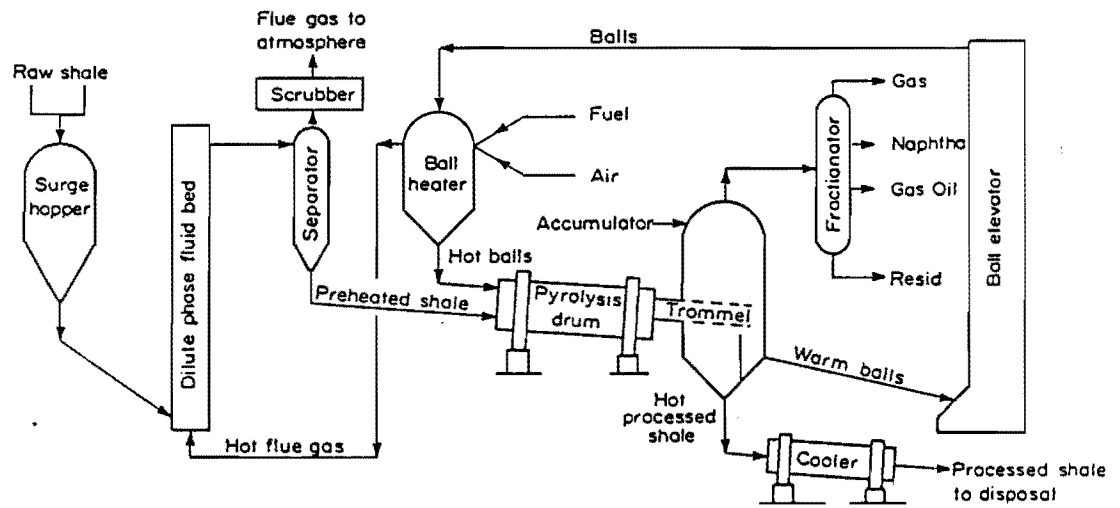 Flue gas to
atmosphere
Raw shale
Scrubber
Surge
hopper
Dilute phase fluid bed
Separator
Ball
heater
Balls
Fuel
Air
Accumulator
Hot balls
Preheated shale
Pyrolysis
drum
Trommel
Fractionator
Gas
Naphtha
Gas Oil
Resid
Ball elevator
Warm balls
Hot flue gas
Hot
processed
shale
Cooler
Processed shale
to disposal